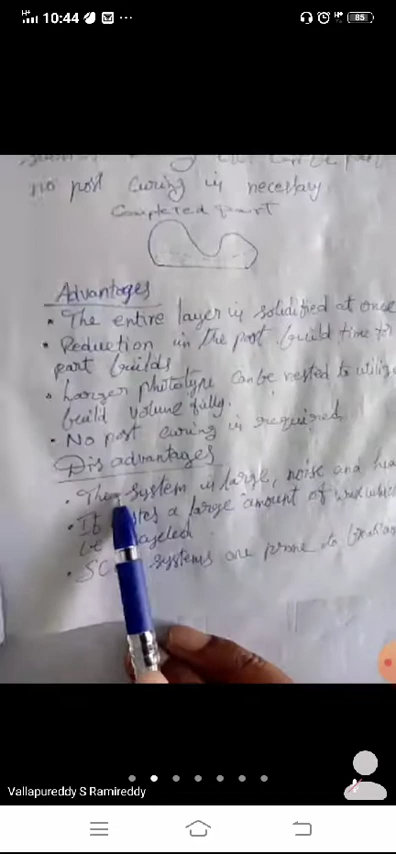 10:44
85
no post curing is necessary
Completed part
Advantages
• The entire layer is solidified at once
• Reduction in the part build time for
part builds
• Larger prototype can be nested to utilize
build volume fully.
• No post curing is required
Disadvantages
• The system is large, noise and
• It a large amount of wax which
be
• systems are prone to
Vallapureddy S Ramireddy